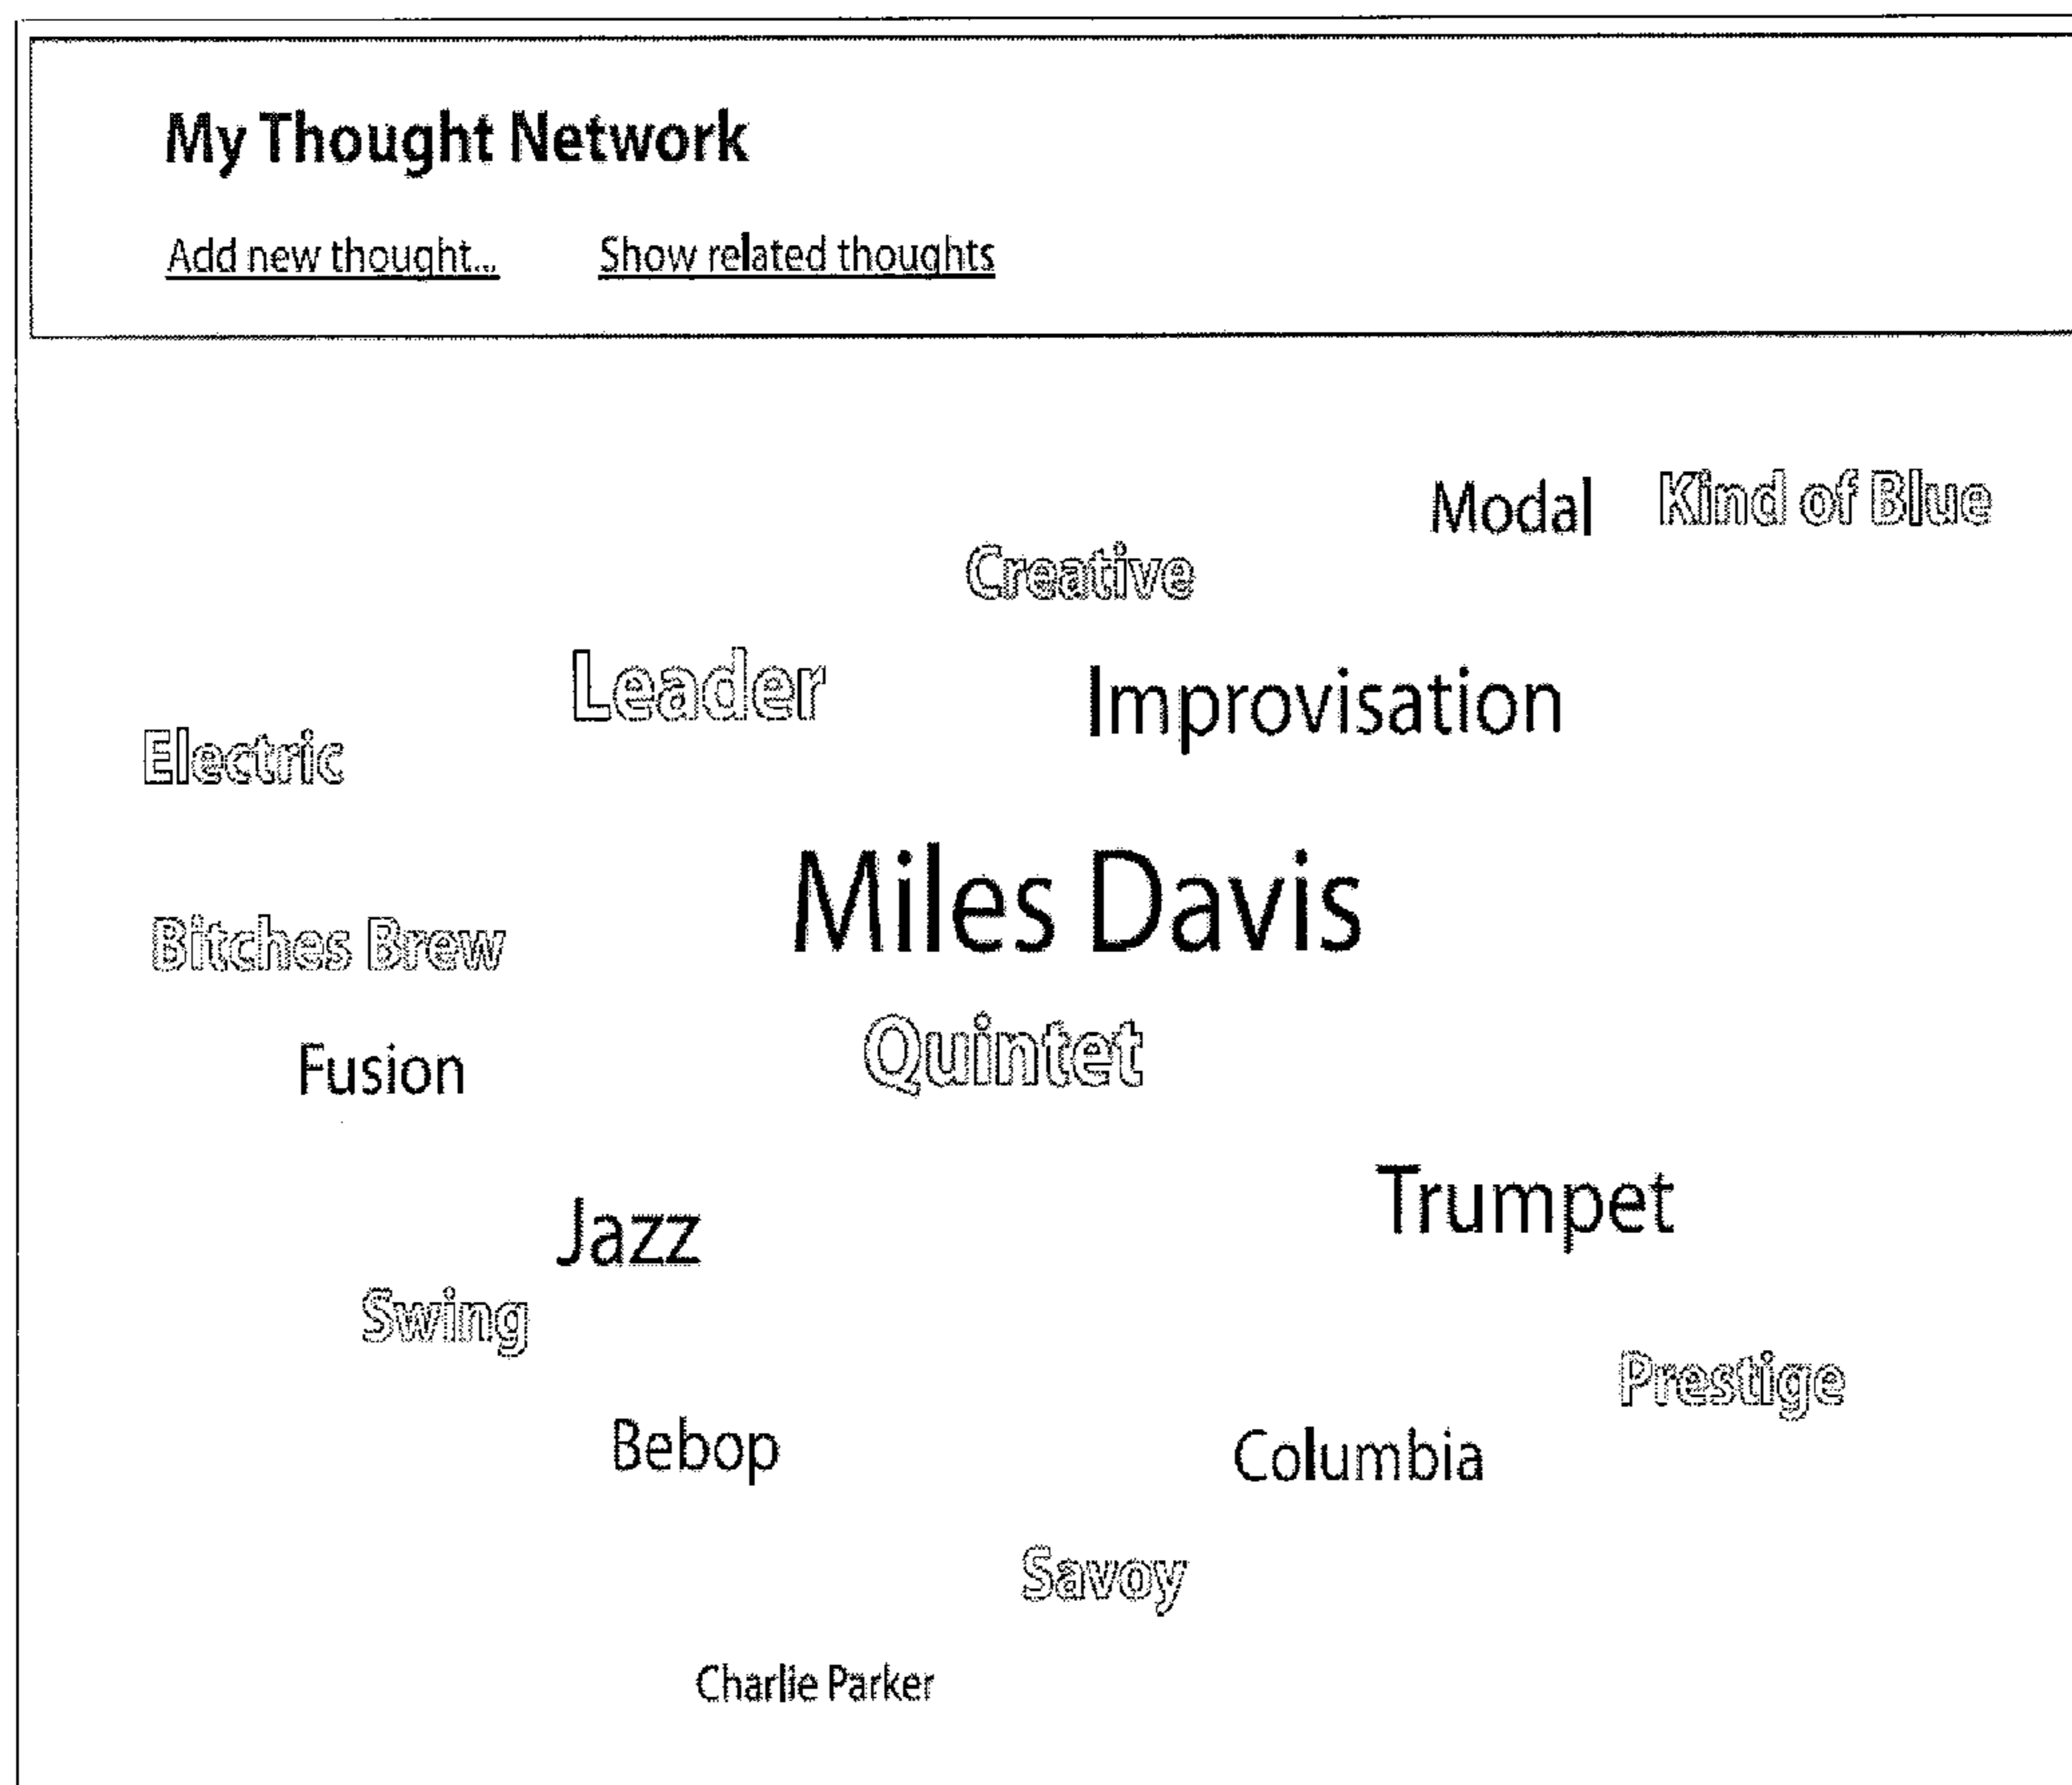 My Thought Network
Add new thought... Show related thoughts
Modal Kind of Blue
Creative
Leader Improvisation
Electric
Miles Davis
Bitches Brew
Quintet
Fusion
Trumpet
Jazz
Swing
Prestige
Bebop Columbia
Savoy
Charlie Parker